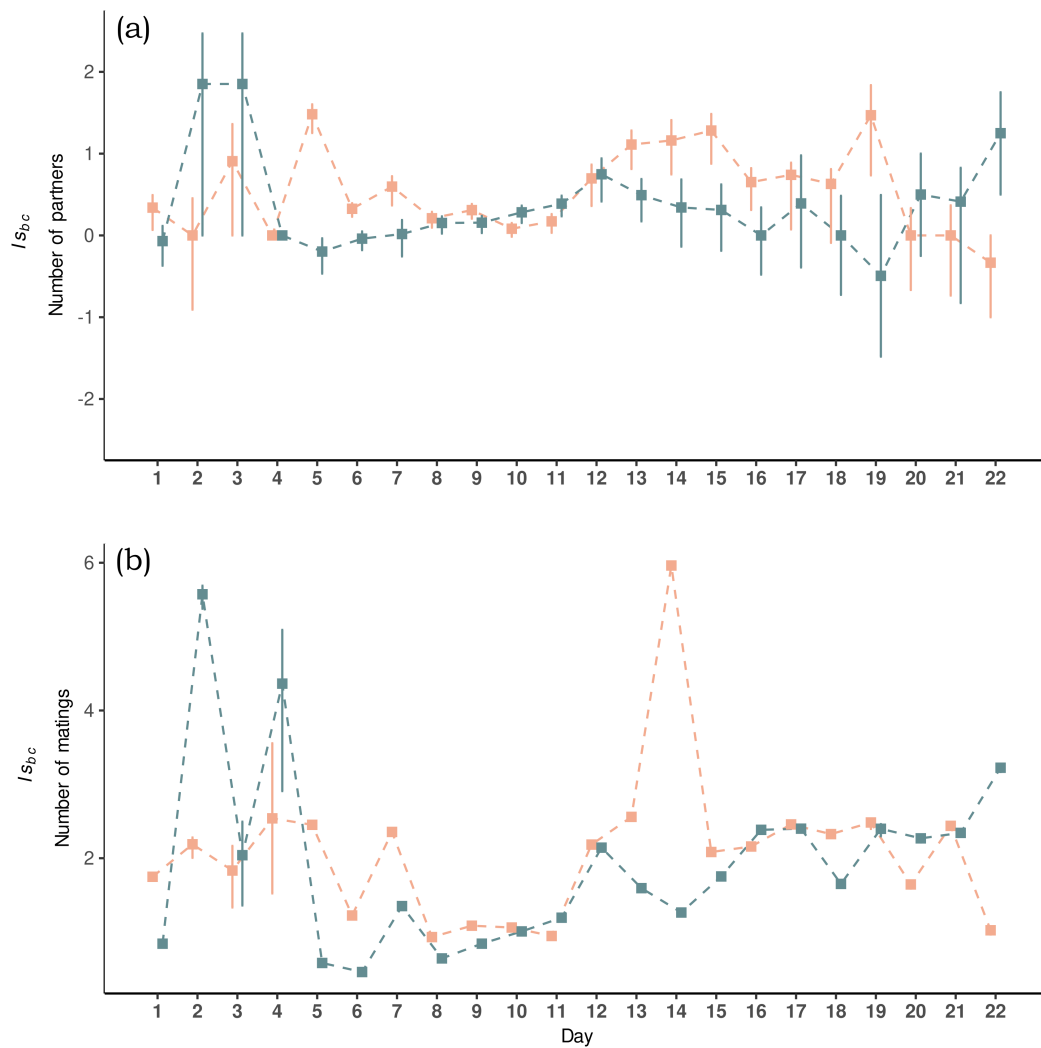 (a)
Is_bc
Number of partners
2
1
0
-1
-2
1 2 3 4 5 6 7 8 9 10 11 12 13 14 15 16 17 18 19 20 21 22
(b)
Is_bc
Number of matings
6
4
2
1 2 3 4 5 6 7 8 9 10 11 12 13 14 15 16 17 18 19 20 21 22
Day